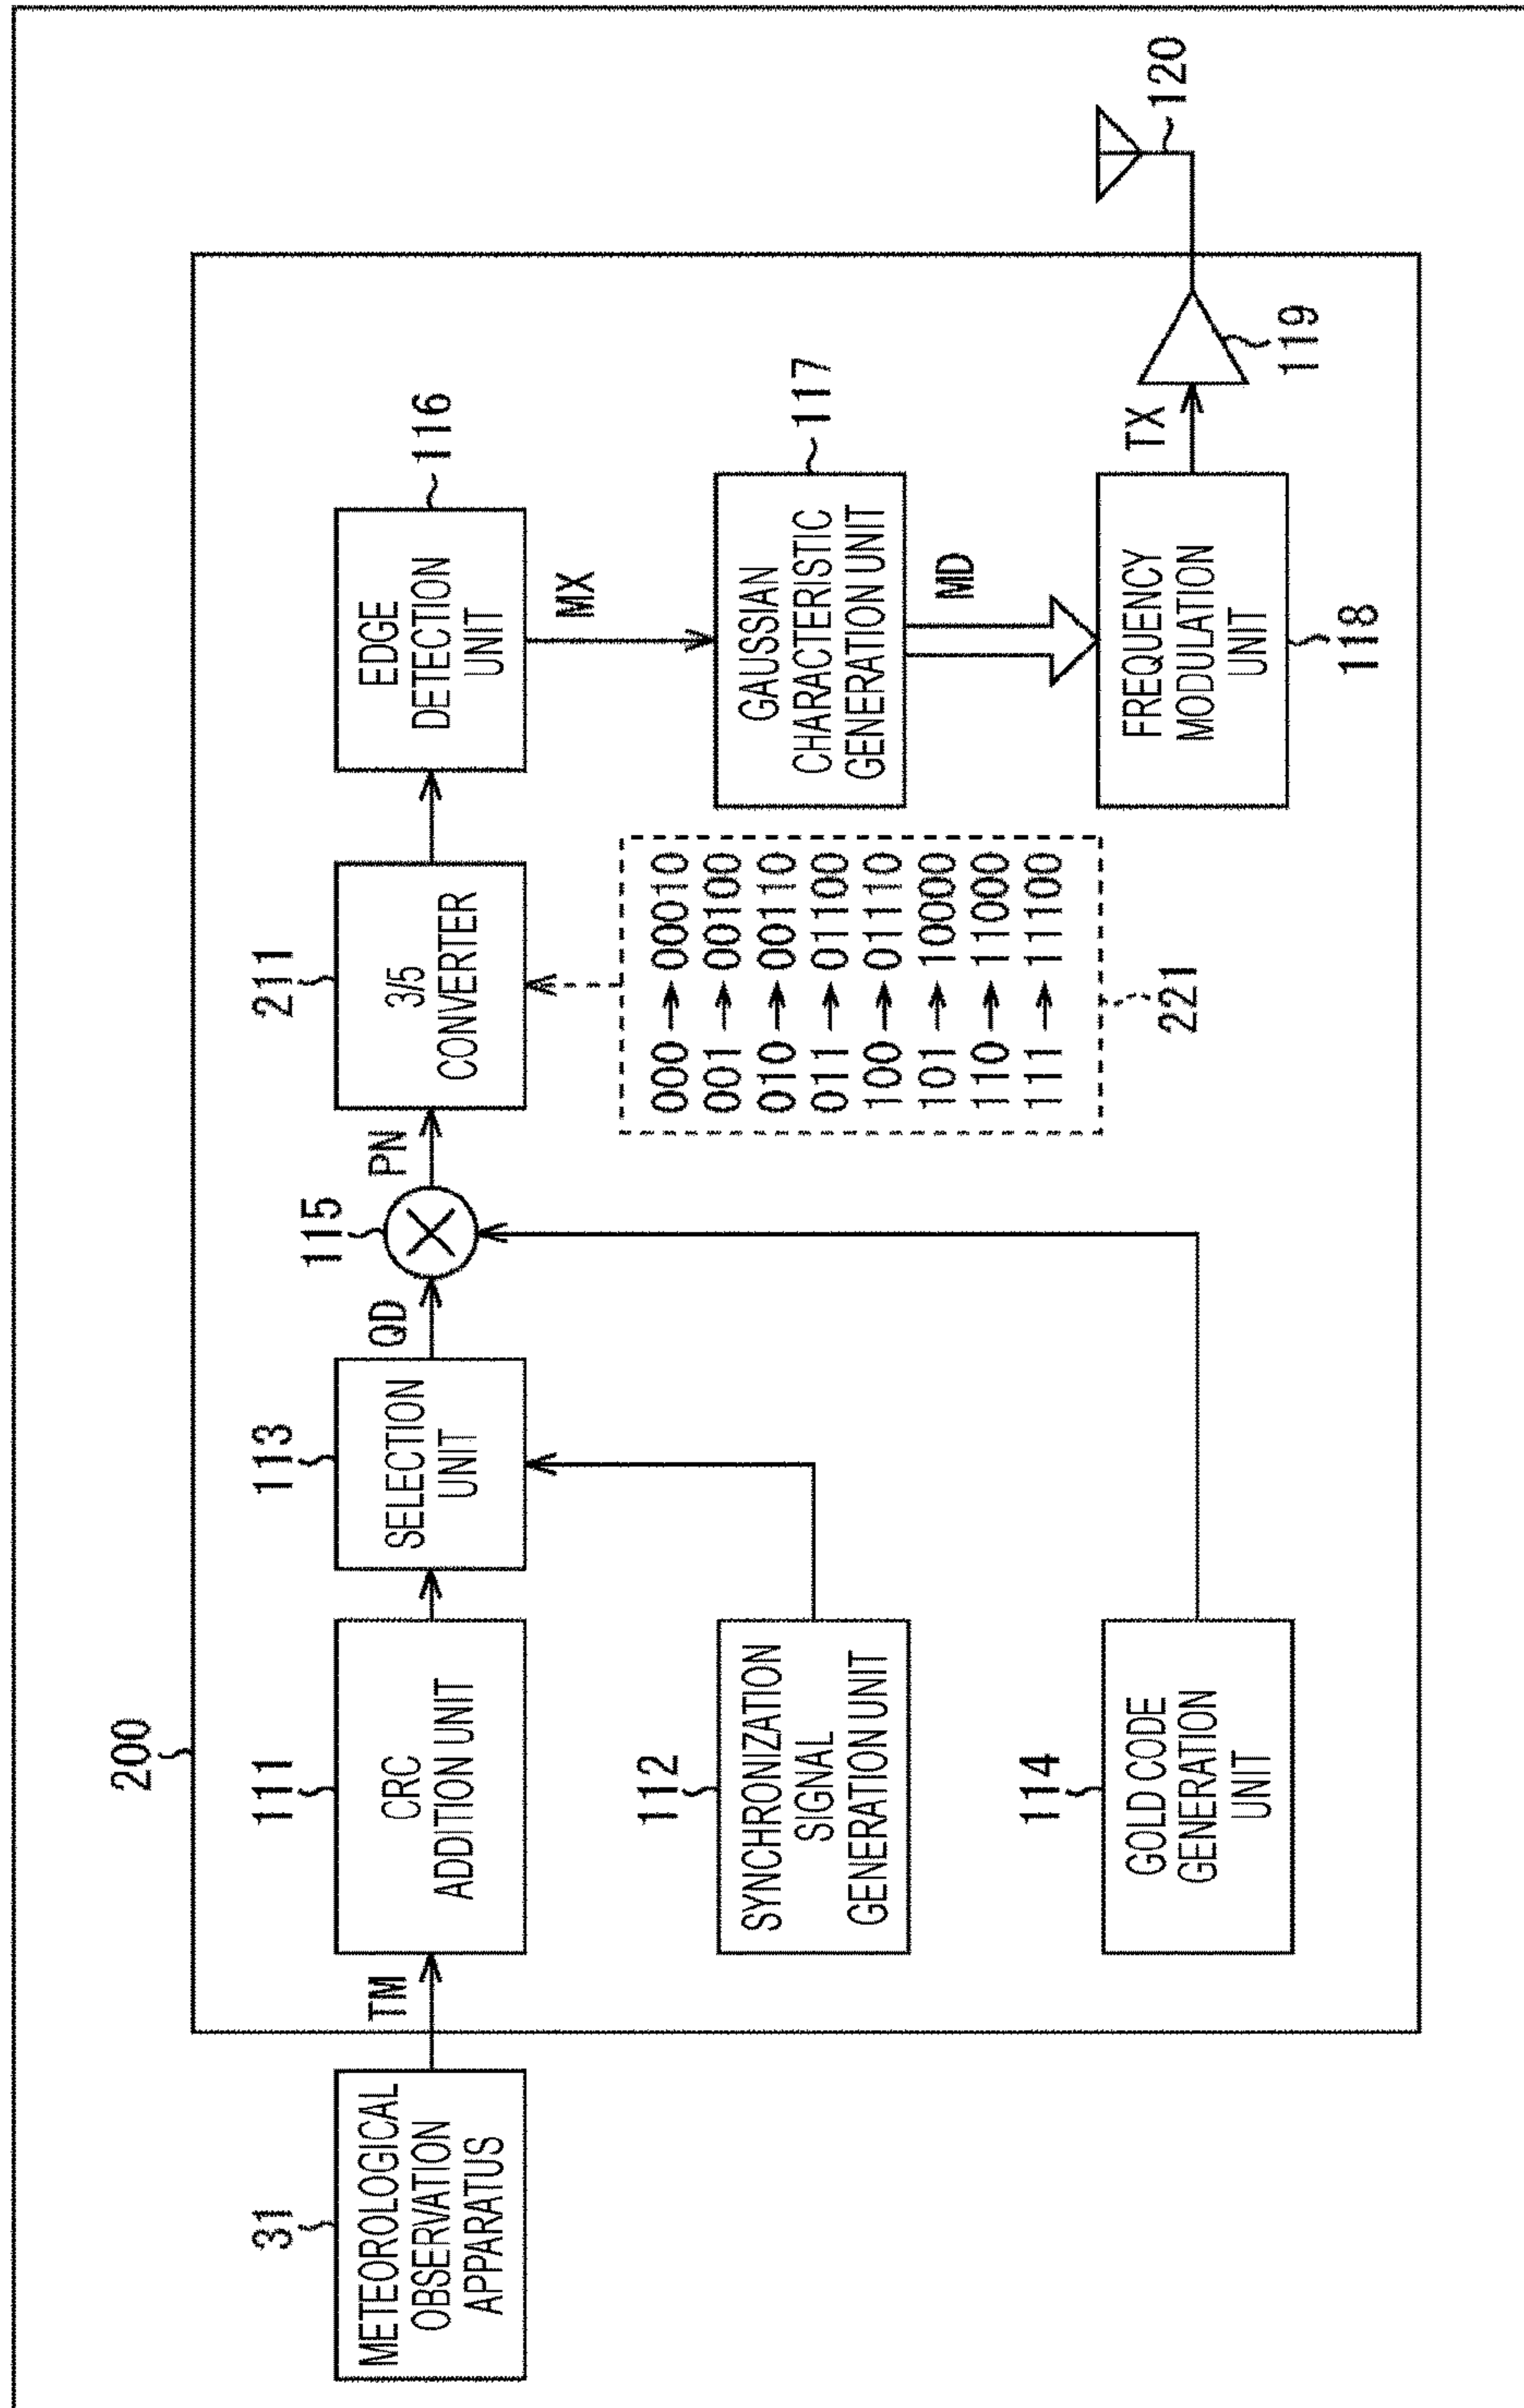 200
31
METEOROLOGICAL
OBSERVATION
APPARATUS
TM
111
CRC
ADDITION UNIT
113
SELECTION
UNIT
QD
115
PN
211
3/5
CONVERTER
116
EDGE
DETECTION
UNIT
MX
112
SYNCHRONIZATION
SIGNAL
GENERATION UNIT
000 → 00010
001 → 00100
010 → 00110
011 → 01100
100 → 01110
101 → 10000
110 → 11000
111 → 11100
221
117
GAUSSIAN
CHARACTERISTIC
GENERATION UNIT
MD
114
GOLD CODE
GENERATION
UNIT
FREQUENCY
MODULATION
UNIT
118
TX
119
120